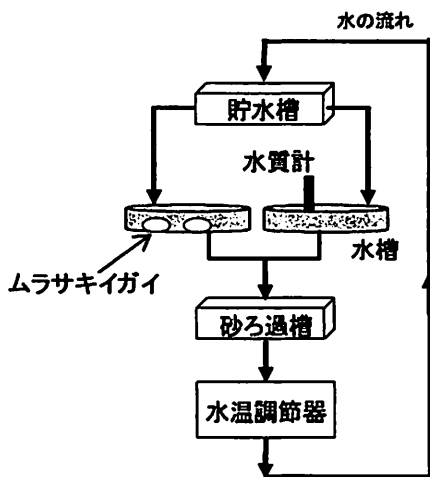 水の流れ
貯水槽
水質計
水槽
ムラサキイガイ
砂ろ過槽
水温調節器